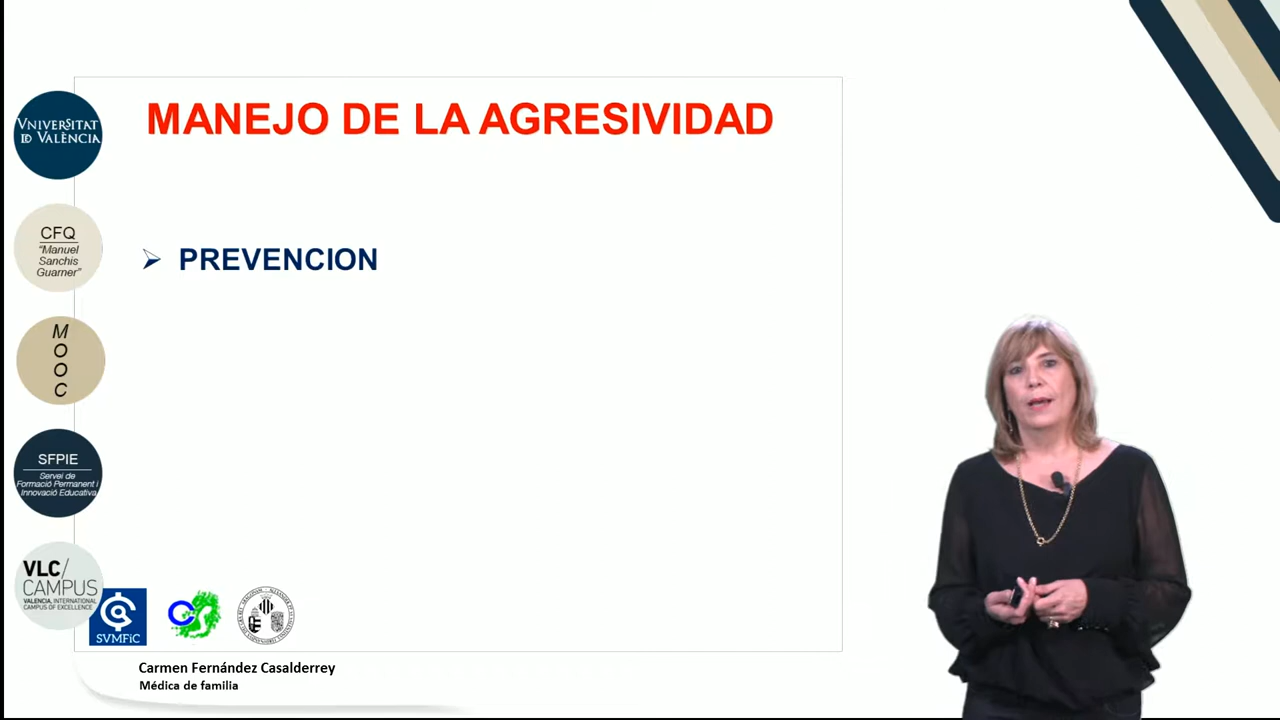 MANEJO DE LA AGRESIVIDAD
VNIVERSITAT
ID VALÈNCIA
CFQ
"Manuel
Sanchis
Guarner"
➢ PREVENCION
M
O
O
C
SFPIE
Servei de
Formació Permanent i
Innovació Educativa
VLC/
CAMPUS
VALENCIA, INTERNATIONAL
CAMPUS OF EXCELLENCE
SVMFiC
Carmen Fernández Casalderrey
Médica de familia